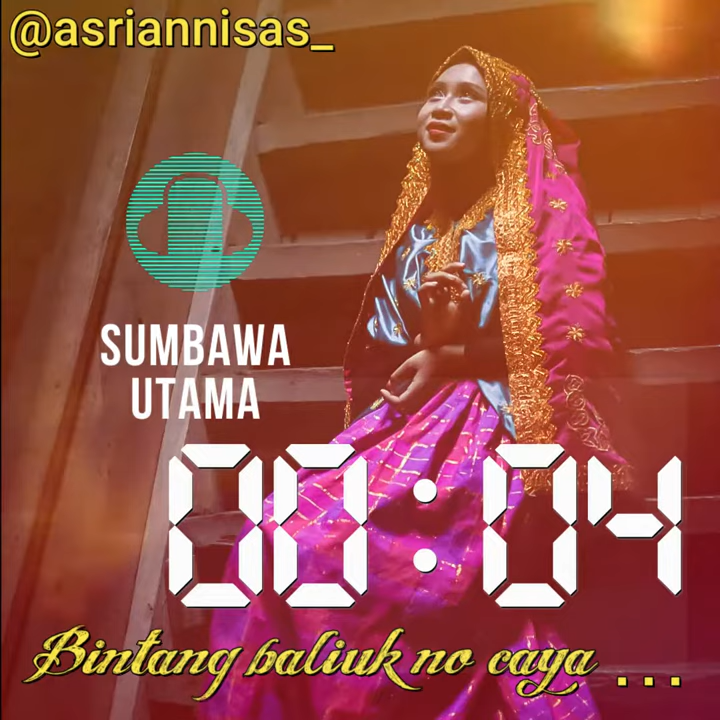 @asriannisas_
SUMBAWA
UTAMA
00:04
Bintang baliuk no caya ...